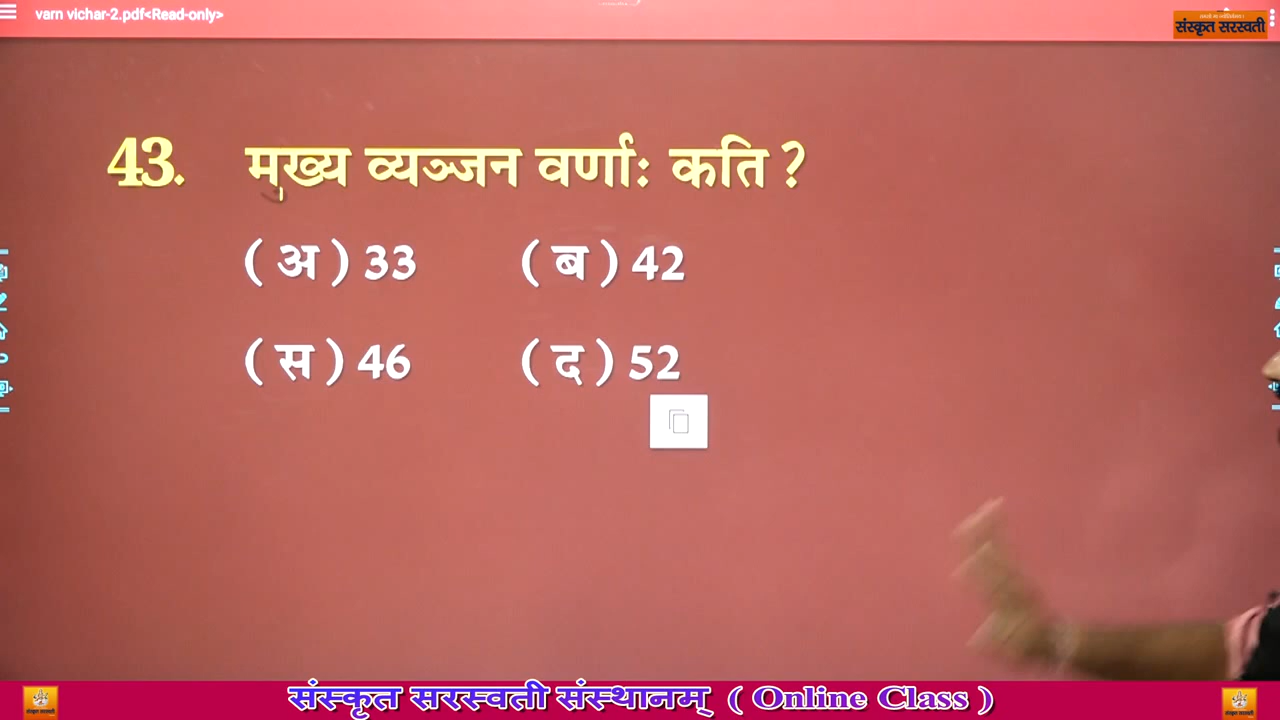 varn vichar-2.pdf<Read-only>
संस्कृत सरस्वती
43. मुख्य व्यञ्जन वर्णाः कति ?
( अ ) 33 ( ब ) 42
( स ) 46 ( द ) 52
संस्कृत सरस्वती संस्थानम् ( Online Class )